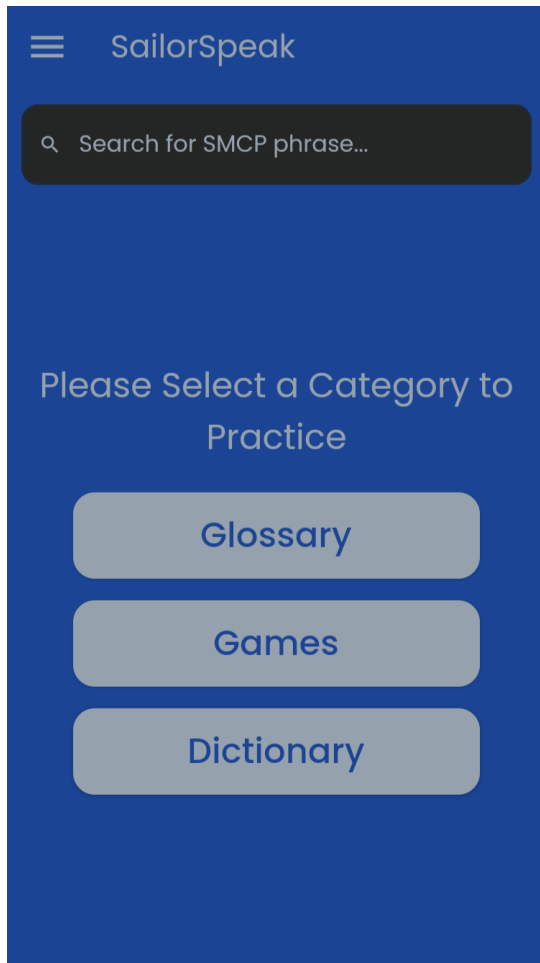 SailorSpeak
Search for SMCP phrase...
Please Select a Category to
Practice
Glossary
Games
Dictionary